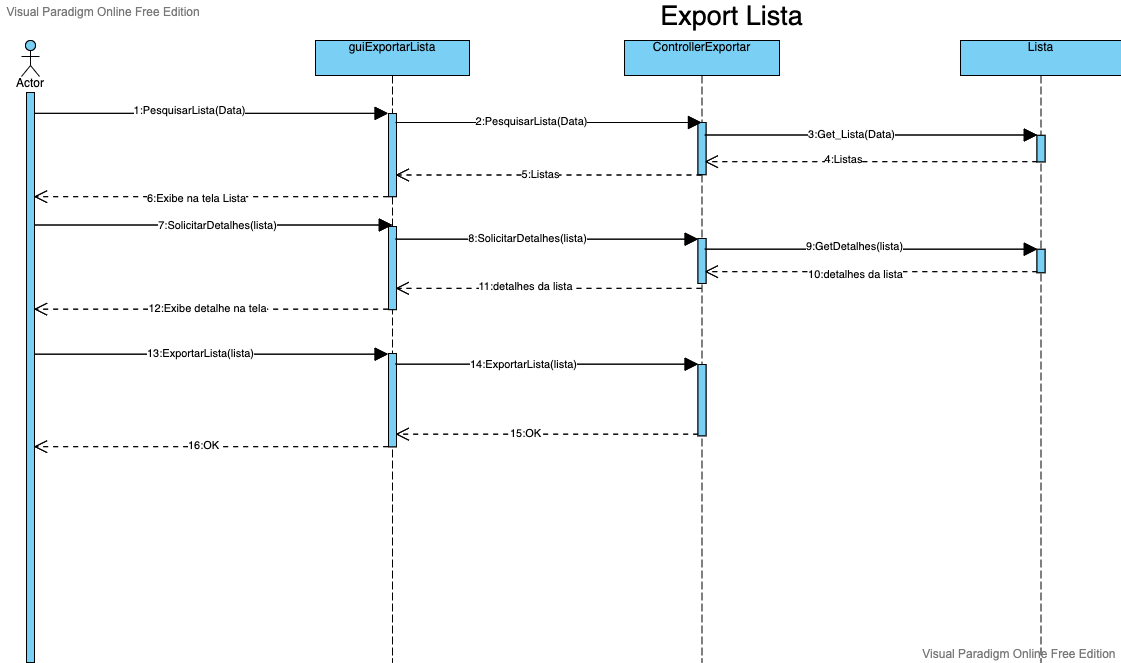 Visual Paradigm Online Free Edition
Export Lista
guiExportarLista
ControllerExportar
Lista
Actor
1:PesquisarLista(Data)
2:PesquisarLista(Data)
3:Get_Lista(Data)
4:Listas
5:Listas
6:Exibe na tela Lista
7:SolicitarDetalhes(lista)
8:SolicitarDetalhes(lista)
9:GetDetalhes(lista)
10:detalhes da lista
11:detalhes da lista
12:Exibe detalhe na tela
13:ExportarLista(lista)
14:ExportarLista(lista)
15:OK
16:OK
Visual Paradigm Online Free Edition